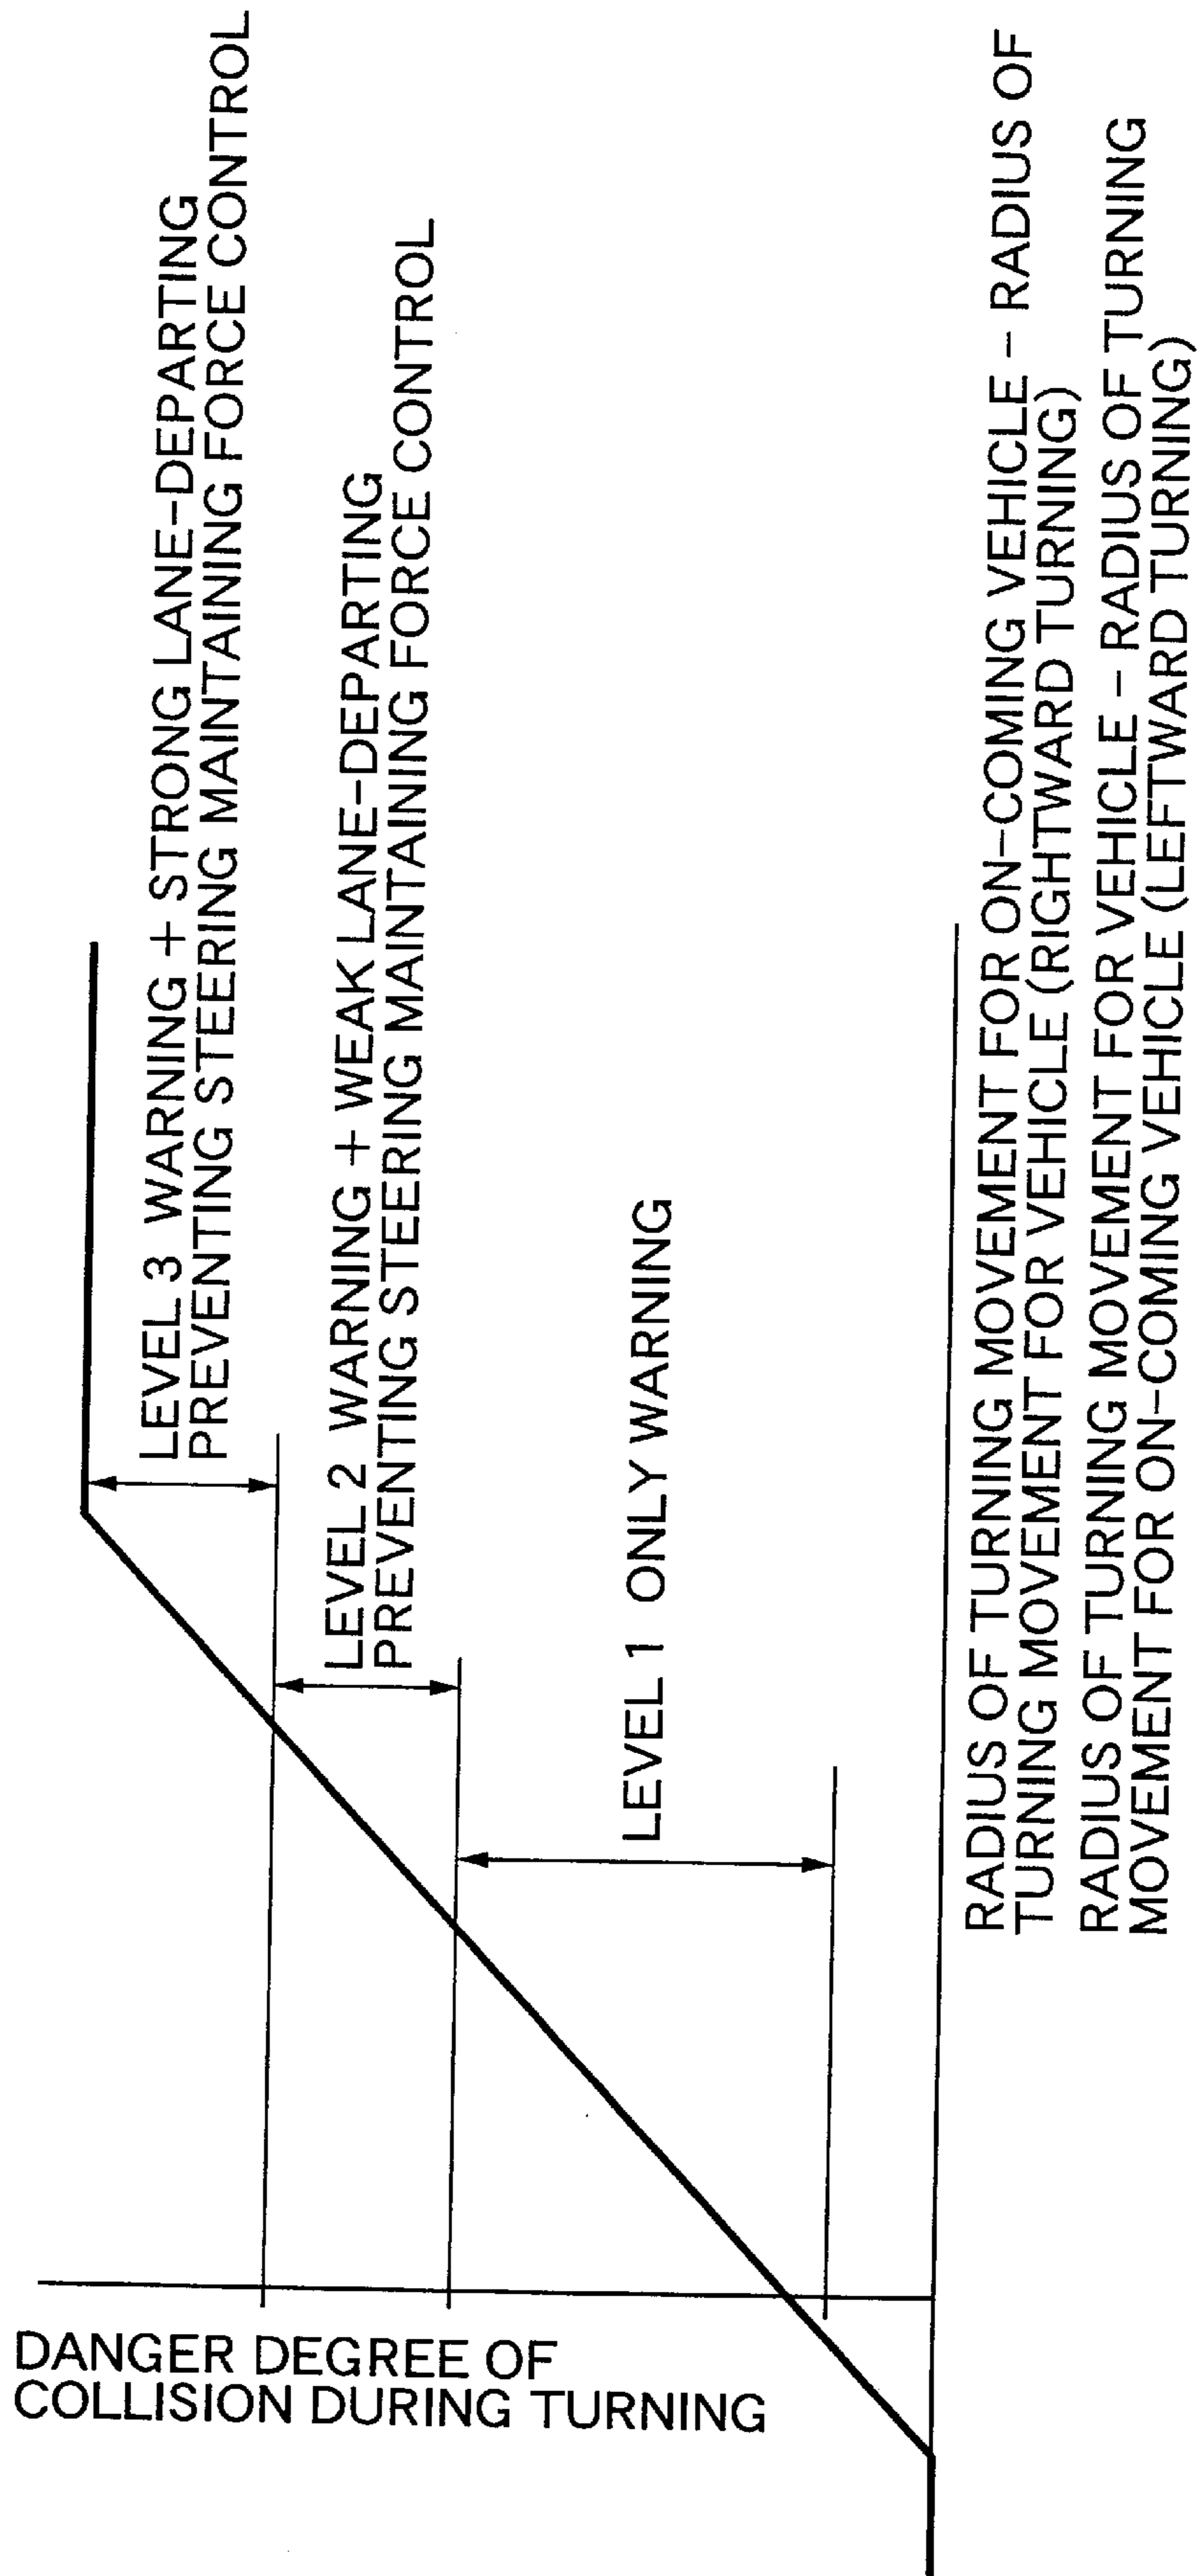 DANGER DEGREE OF
COLLISION DURING TURNING
LEVEL 3 WARNING + STRONG LANE-DEPARTING
PREVENTING STEERING MAINTAINING FORCE CONTROL
LEVEL 2 WARNING + WEAK LANE-DEPARTING
PREVENTING STEERING MAINTAINING FORCE CONTROL
LEVEL 1 ONLY WARNING
RADIUS OF TURNING MOVEMENT FOR ON-COMING VEHICLE - RADIUS OF
TURNING MOVEMENT FOR VEHICLE (RIGHTWARD TURNING)
RADIUS OF TURNING MOVEMENT FOR VEHICLE - RADIUS OF TURNING
MOVEMENT FOR ON-COMING VEHICLE (LEFTWARD TURNING)